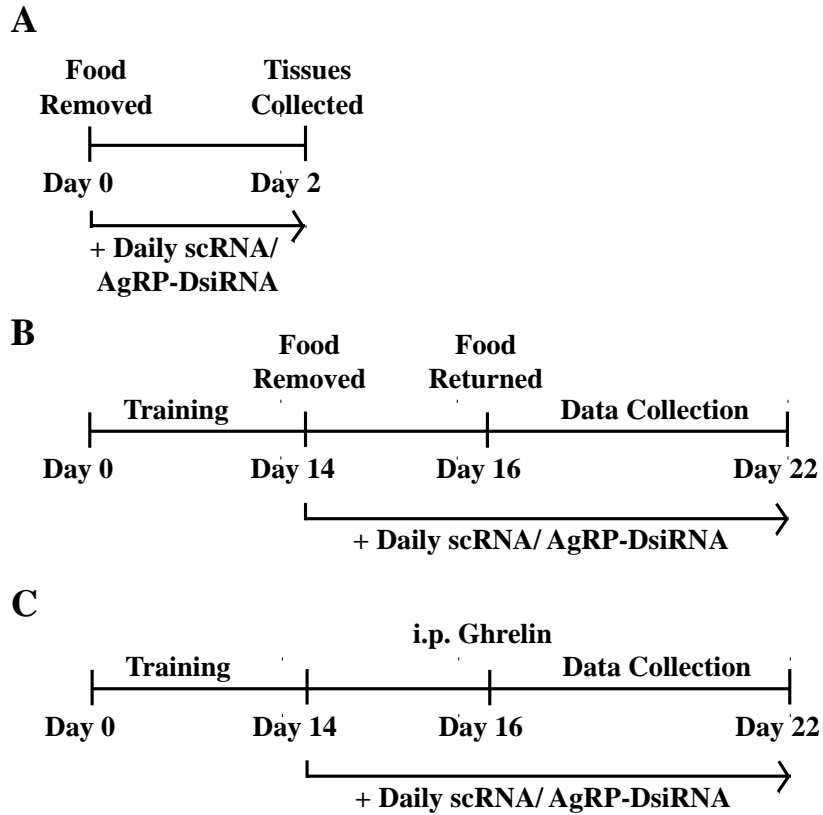 A
Food Tissues
Removed Collected
Day 0 Day 2
+ Daily scRNA/
AgRP-DsiRNA
B
Food Food
Removed Returned
Training Data Collection
Day 0 Day 14 Day 16 Day 22
+ Daily scRNA/ AgRP-DsiRNA
C
i.p. Ghrelin
Training Data Collection
Day 0 Day 14 Day 16 Day 22
+ Daily scRNA/ AgRP-DsiRNA